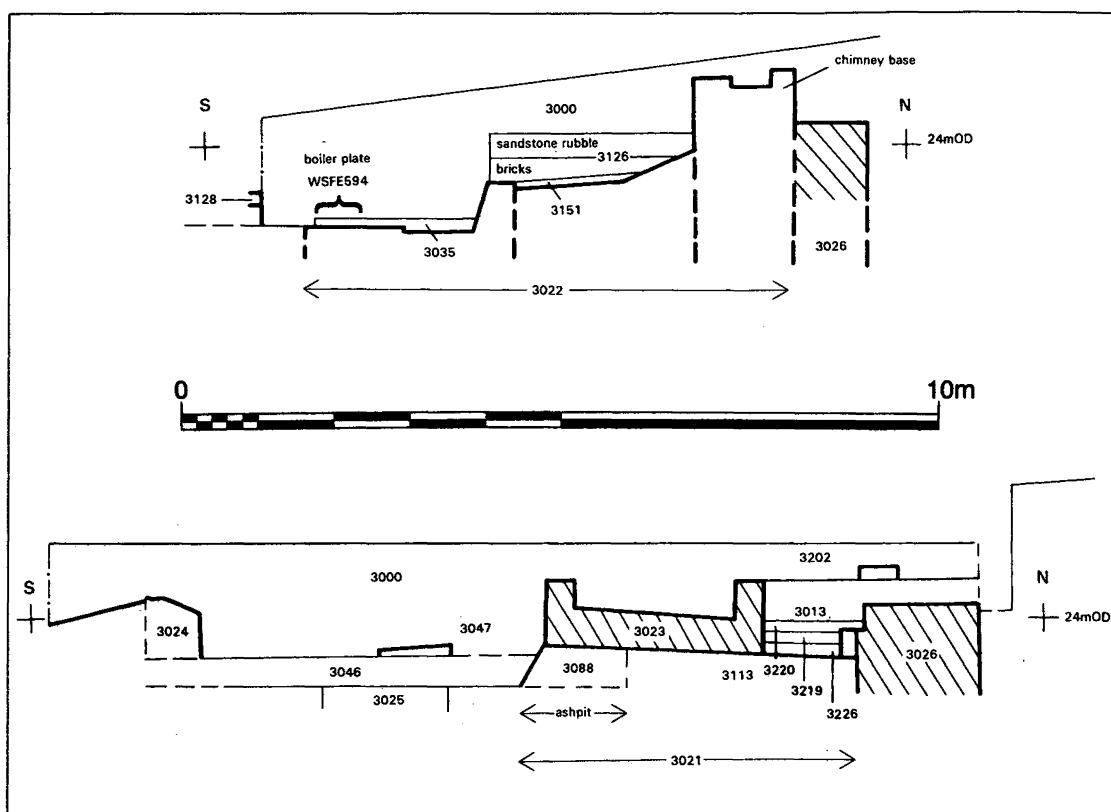 chimney base
S
N
3000
24mOD
sandstone rubble
boiler plate
3126
WSFE594
bricks
3128
3151
3035
3026
3022
0
10m
3202
S
3000
N
3013
24mOD
3024
3047
3023
3026
3046
3088
3113
3220
3219
3025
3226
ashpit
3021